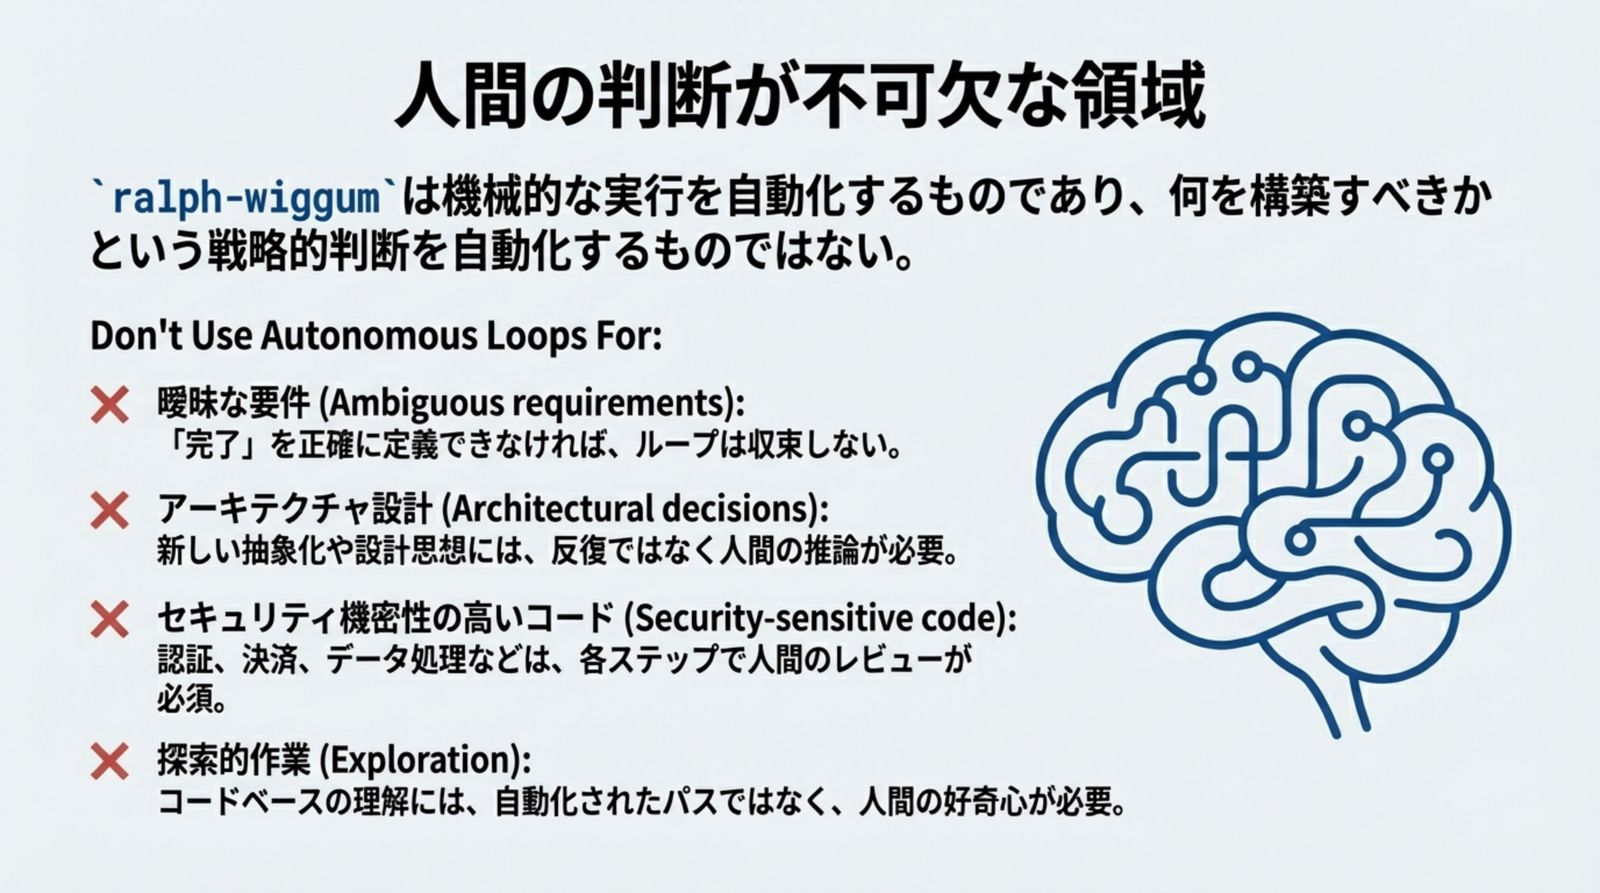 人間の判断が不可欠な領域
`ralph-wiggum`は機械的な実行を自動化するものであり、何を構築すべきか
という戦略的判断を自動化するものではない。
Don't Use Autonomous Loops For:
曖昧な要件 (Ambiguous requirements):
「完了」を正確に定義できなければ、ループは収束しない。
アーキテクチャ設計 (Architectural decisions):
新しい抽象化や設計思想には、反復ではなく人間の推論が必要。
セキュリティ機密性の高いコード (Security-sensitive code):
認証、決済、データ処理などは、各ステップで人間のレビューが
必須。
探索的作業 (Exploration):
コードベースの理解には、自動化されたパスではなく、人間の好奇心が必要。